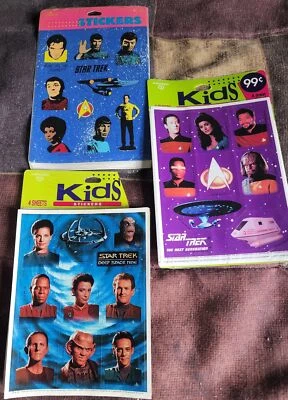 STICKERS
STAR TREK
Kids
99¢
STAR TREK
THE NEXT GENERATION
Kids
STICKERS
4 SHEETS
STAR TREK
DEEP SPACE NINE